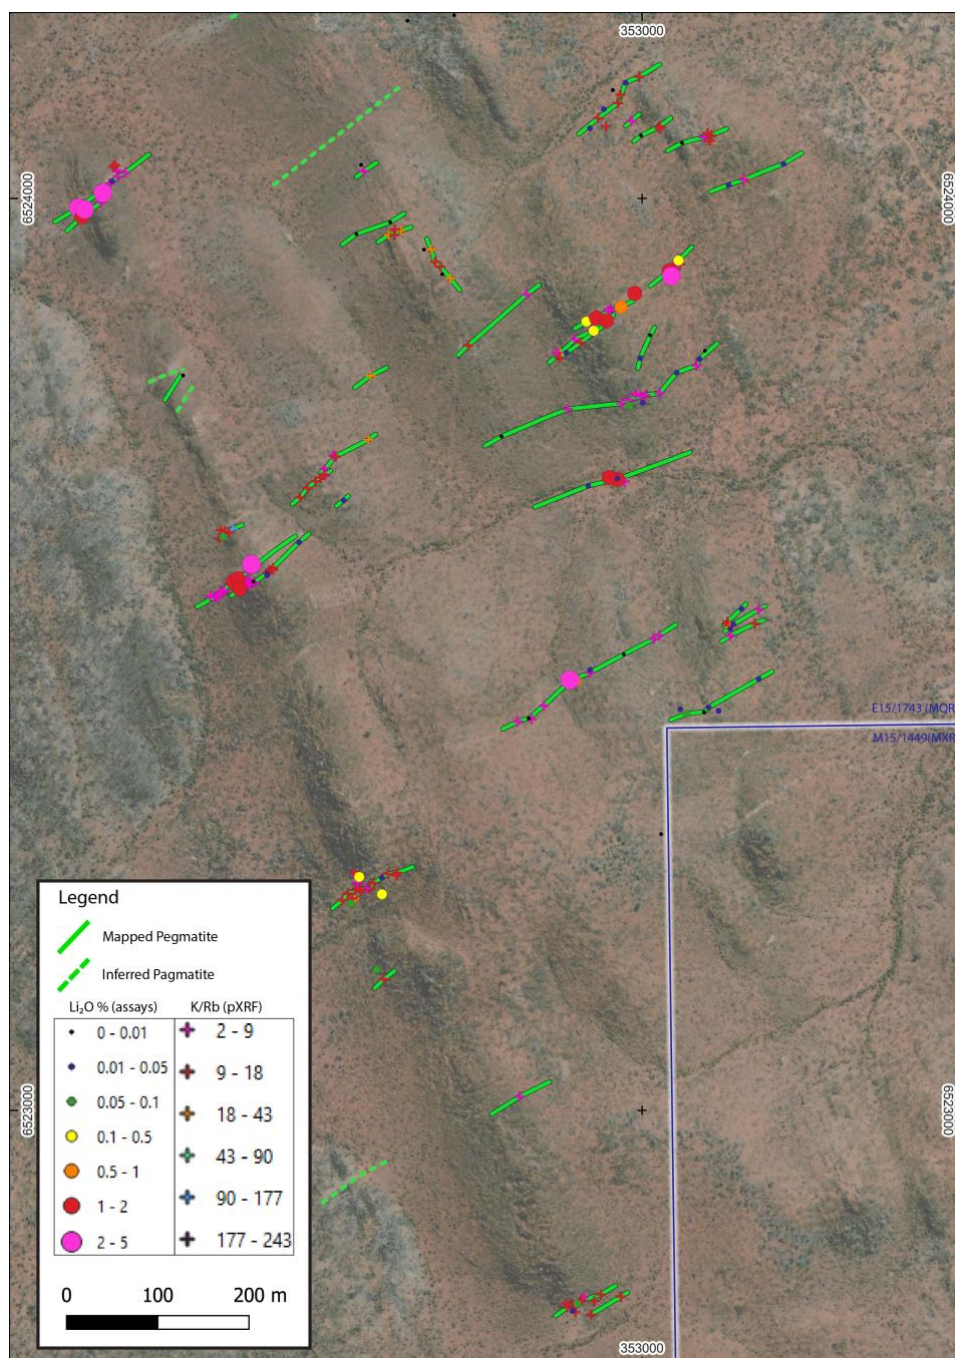 353000
6524000
6524000
E15/1743 (MQR
M15/1449(MXR
Legend
Mapped Pegmatite
Inferred Pagmatite
Li₂O % (assays) K/Rb (pXRF)
0 - 0.01 2 - 9
0.01 - 0.05 9 - 18
0.05 - 0.1 18 - 43
0.1 - 0.5 43 - 90
0.5 - 1 90 - 177
1 - 2 177 - 243
2 - 5
0 100 200 m
6523000
6523000
353000